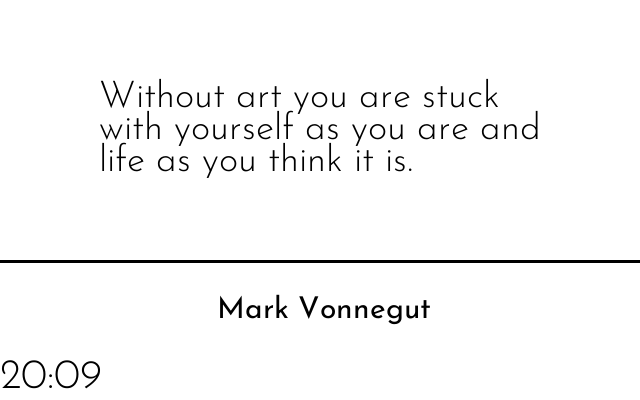 Without art you are stuck
with yourself as you are and
life as you think it is.
Mark Vonnegut
20:09